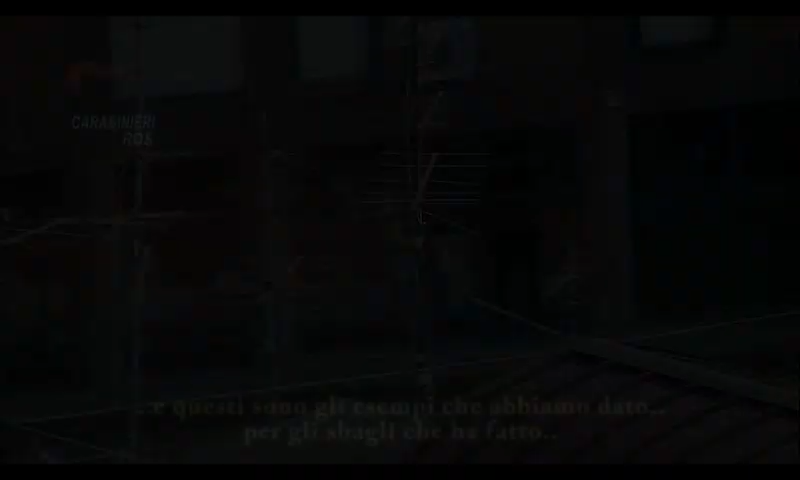 CARABINIERI
ROS
...e questi sono gli esempi che abbiamo dato..
per gli sbagli che ha fatto..